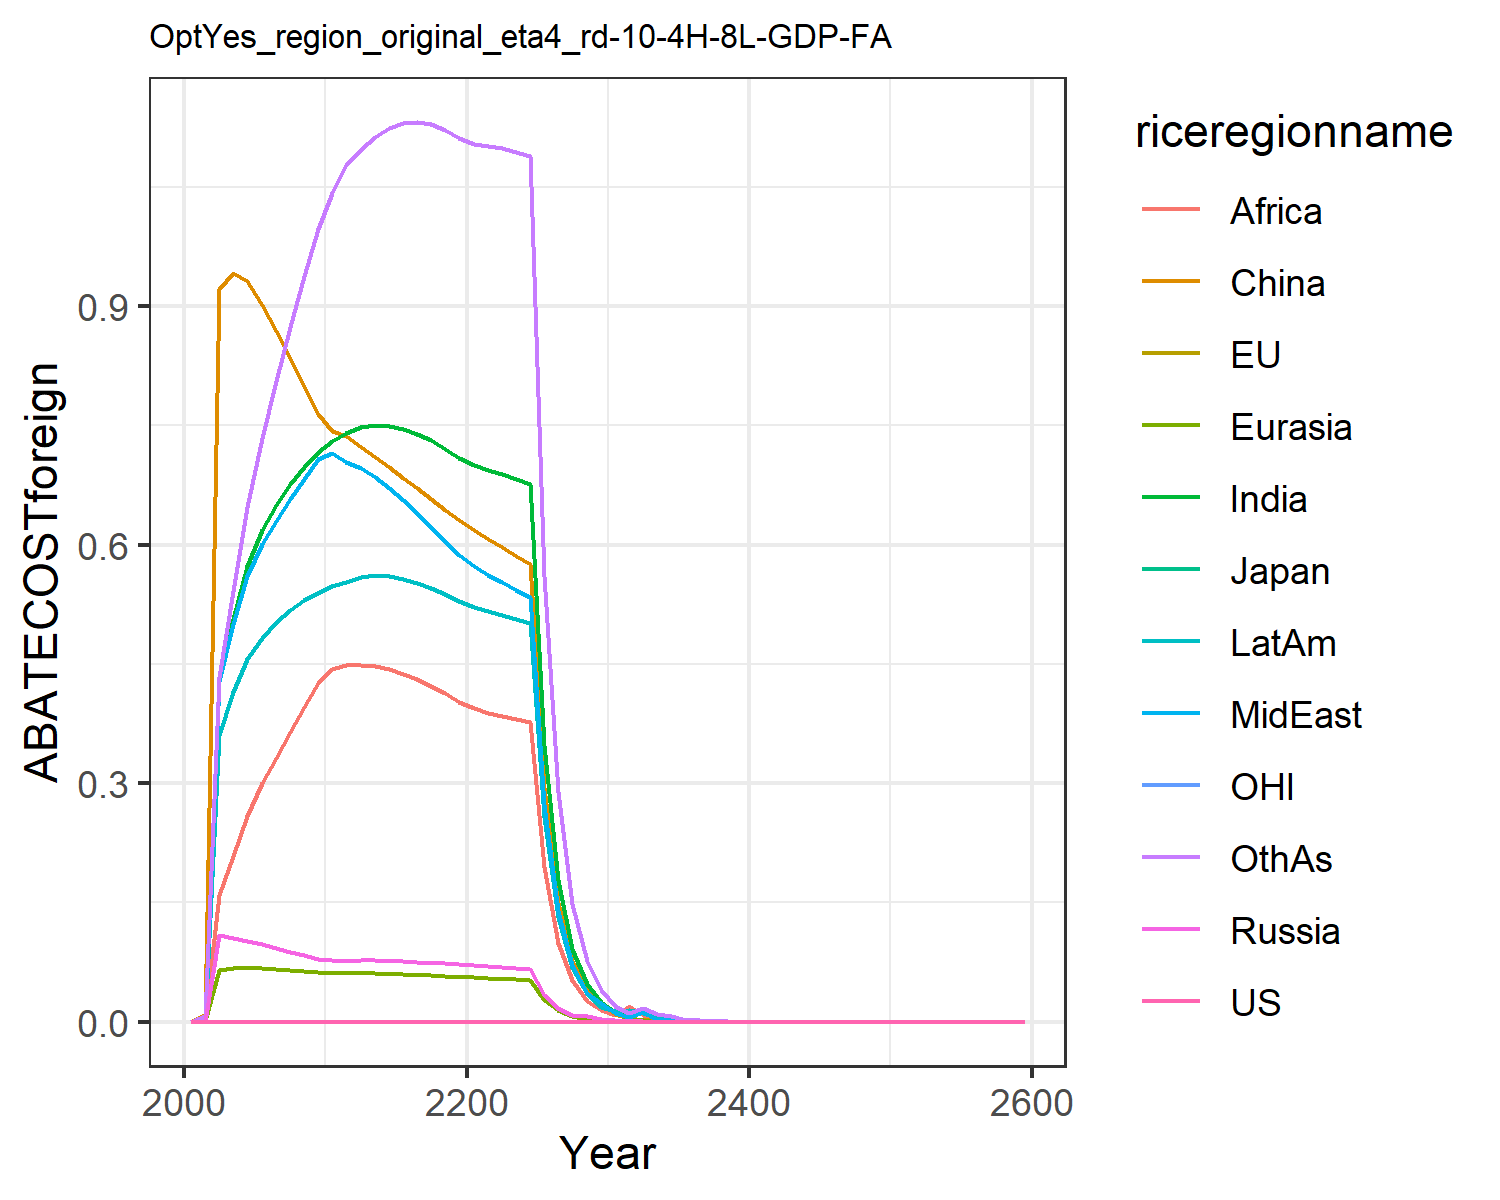 OptYes_region_original_eta4_rd-10-4H-8L-GDP-FA
ABATECOSTforeign
0.9
0.6
0.3
0.0
2000 2200 2400 2600
Year
riceregionname
Africa
China
EU
Eurasia
India
Japan
LatAm
MidEast
OHI
OthAs
Russia
US